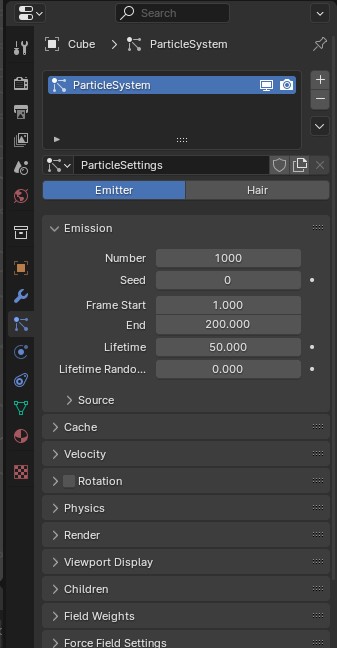 Search
Cube > ParticleSystem
ParticleSystem
ParticleSettings
Emitter Hair
Emission
Number 1000
Seed 0
Frame Start 1.000
End 200.000
Lifetime 50.000
Lifetime Rando... 0.000
Source
Cache
Velocity
Rotation
Physics
Render
Viewport Display
Children
Field Weights
Force Field Settings